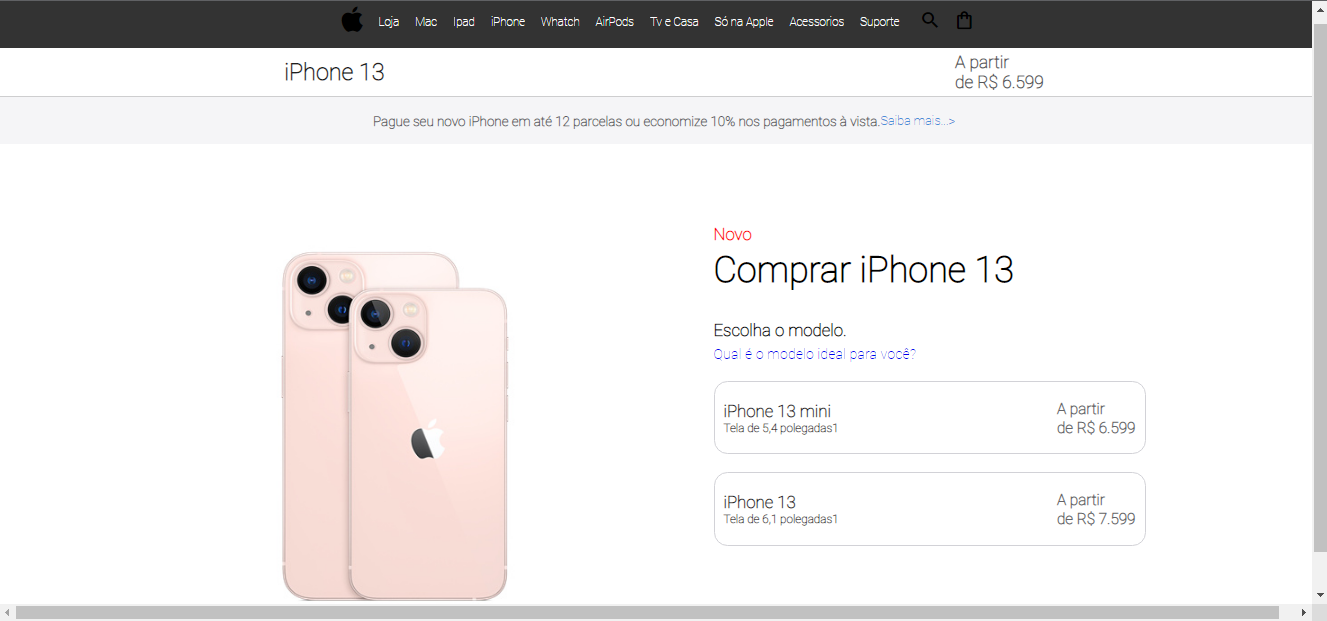 Loja Mac Ipad iPhone Whatch AirPods Tv e Casa Só na Apple Acessorios Suporte
iPhone 13
A partir
de R$ 6.599
Pague seu novo iPhone em até 12 parcelas ou economize 10% nos pagamentos à vista.Saiba mais...>
Novo
Comprar iPhone 13
Escolha o modelo.
Qual é o modelo ideal para você?
iPhone 13 mini
Tela de 5,4 polegadas1
A partir
de R$ 6.599
iPhone 13
Tela de 6,1 polegadas1
A partir
de R$ 7.599